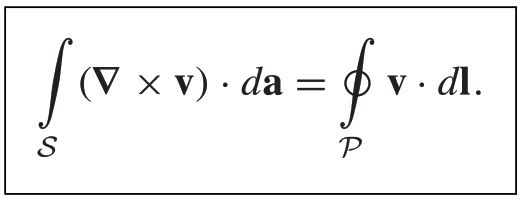 ∫_𝒮 (∇ × v) · da = ∮_𝒫 v · dl.